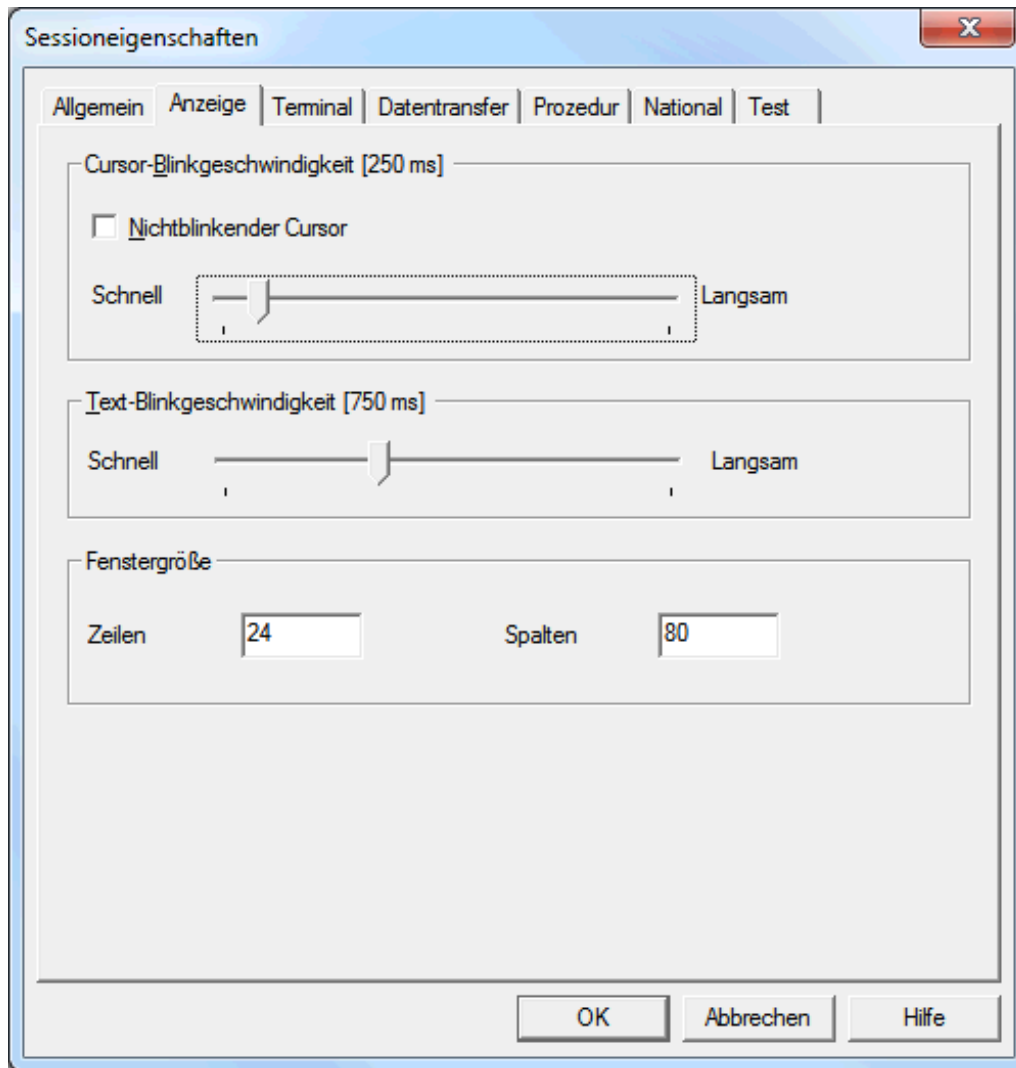 Sessioneigenschaften
Allgemein Anzeige Terminal Datentransfer Prozedur National Test
Cursor-Blinkgeschwindigkeit [250 ms]
Nichtblinkender Cursor
Schnell Langsam
Text-Blinkgeschwindigkeit [750 ms]
Schnell Langsam
Fenstergröße
Zeilen 24 Spalten 80
OK Abbrechen Hilfe